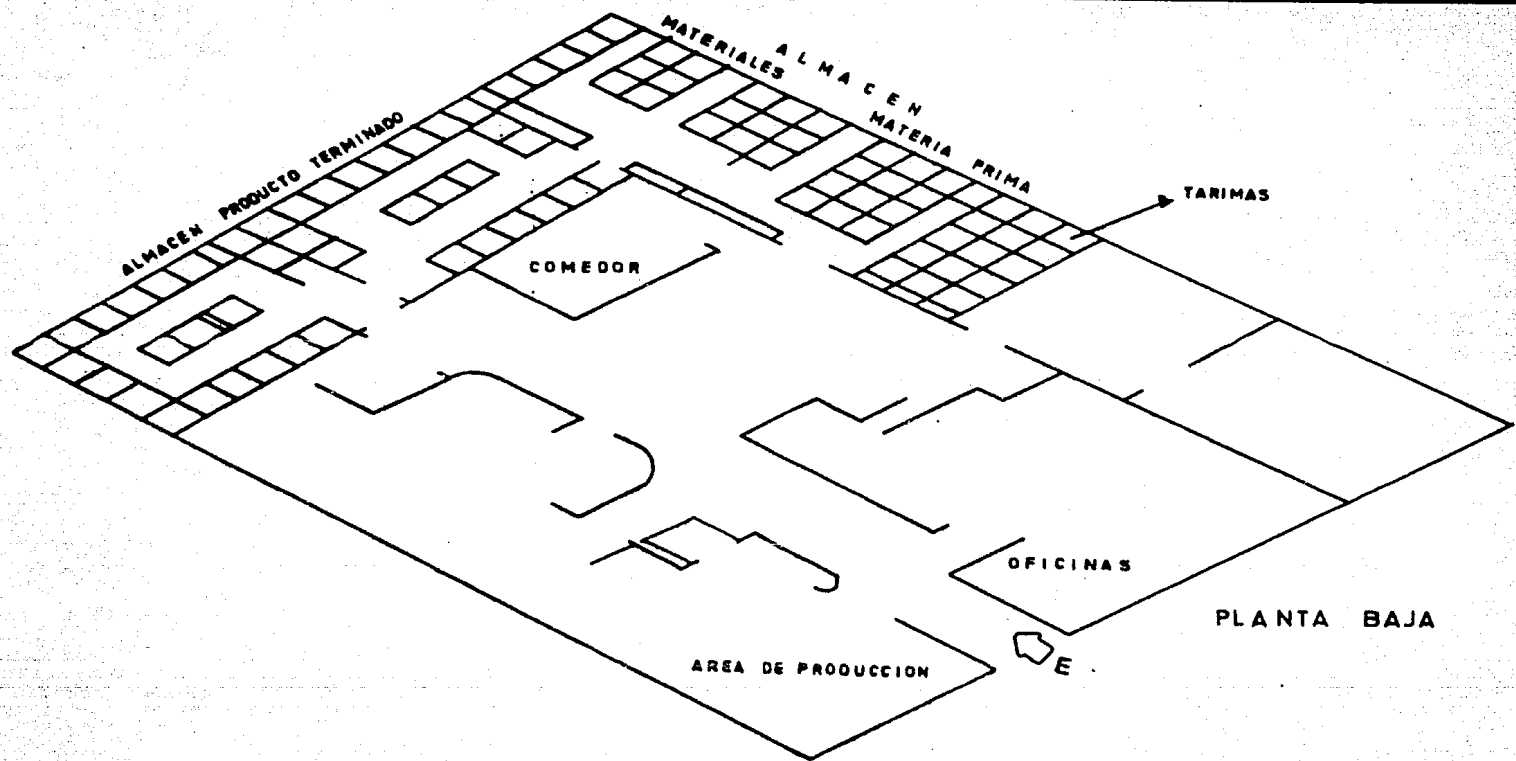 ALMACEN
MATERIALES
MATERIA PRIMA
TARIMAS
ALMACEN PRODUCTO TERMINADO
COMEDOR
OFICINAS
PLANTA BAJA
E
AREA DE PRODUCCION